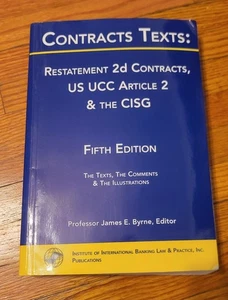 CONTRACTS TEXTS:
RESTATEMENT 2D CONTRACTS,
US UCC ARTICLE 2
& THE CISG
FIFTH EDITION
THE TEXTS, THE COMMENTS
& THE ILLUSTRATIONS
Professor James E. Byrne, Editor
INSTITUTE OF INTERNATIONAL BANKING LAW & PRACTICE, INC.
PUBLICATIONS